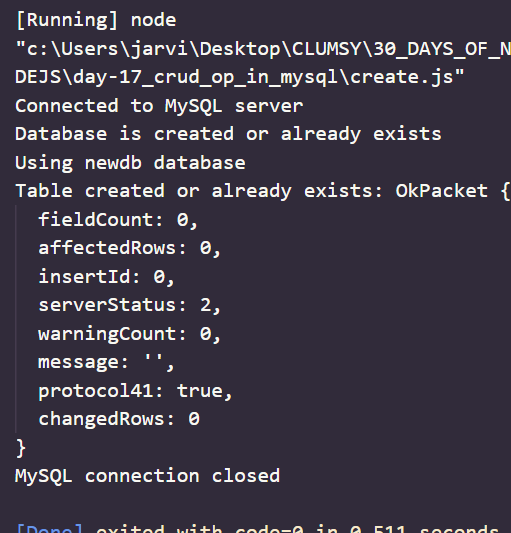 [Running] node
"c:\Users\jarvi\Desktop\CLUMSY\30_DAYS_OF_N
DEJS\day-17_crud_op_in_mysql\create.js"
Connected to MySQL server
Database is created or already exists
Using newdb database
Table created or already exists: OkPacket {
  fieldCount: 0,
  affectedRows: 0,
  insertId: 0,
  serverStatus: 2,
  warningCount: 0,
  message: '',
  protocol41: true,
  changedRows: 0
}
MySQL connection closed
[Done] exited with code=0 in 0.511 seconds